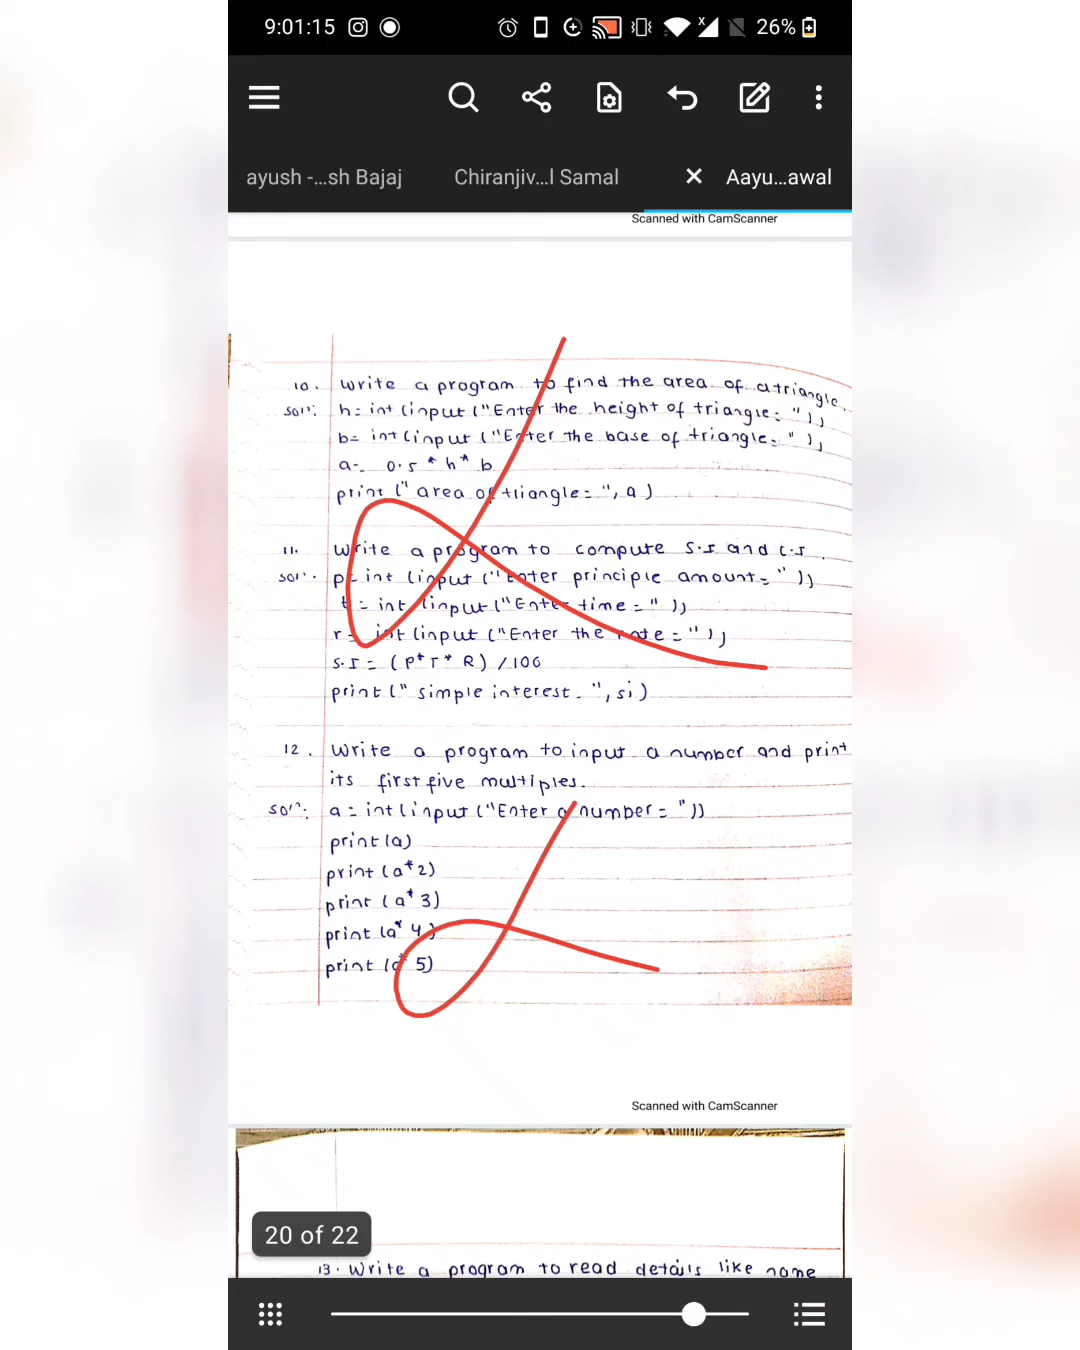 9:01:15 26%
ayush -...sh Bajaj Chiranjiv...l Samal × Aayu...awal
Scanned with CamScanner
10. Write a program to find the area of a triangle.
Sol^n: h = int (input ("Enter the height of triangle = "));
b = int (input ("Enter the base of triangle = "));
a = 0.5 * h * b
print (" area of triangle = ", a )
11. Write a program to compute S.I and C.I.
Sol^n. p = int (input ("Enter principle amount = " ));
t = int (input ("Enter time = " ));
r = int (input ("Enter the rate = " ));
S.I = (P* T* R) / 100
print (" simple interest = ", si )
12. Write a program to input a number and print
its first five multiples.
Sol^n: a = int (input ("Enter a number = "))
print (a)
print (a * 2)
print (a * 3)
print (a * 4)
print (a * 5)
Scanned with CamScanner
20 of 22
13. Write a program to read details like name